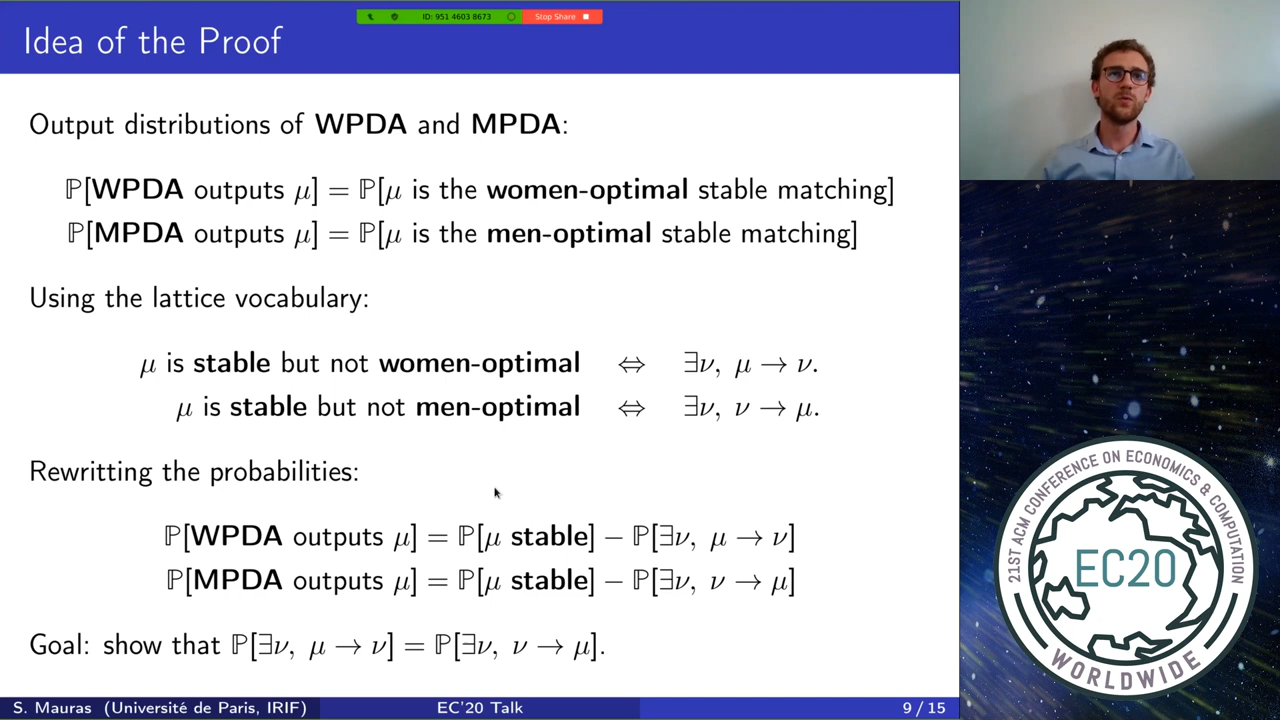 Idea of the Proof
ID: 951 4603 8673
Stop Share
Output distributions of WPDA and MPDA:
ℙ[WPDA outputs μ] = ℙ[μ is the women-optimal stable matching]
ℙ[MPDA outputs μ] = ℙ[μ is the men-optimal stable matching]
Using the lattice vocabulary:
μ is stable but not women-optimal ⇔ ∃ν, μ → ν.
μ is stable but not men-optimal ⇔ ∃ν, ν → μ.
Rewritting the probabilities:
ℙ[WPDA outputs μ] = ℙ[μ stable] − ℙ[∃ν, μ → ν]
ℙ[MPDA outputs μ] = ℙ[μ stable] − ℙ[∃ν, ν → μ]
Goal: show that ℙ[∃ν, μ → ν] = ℙ[∃ν, ν → μ].
S. Mauras (Université de Paris, IRIF)
EC'20 Talk
9 / 15
21ST ACM CONFERENCE ON ECONOMICS & COMPUTATION
EC20
WORLDWIDE